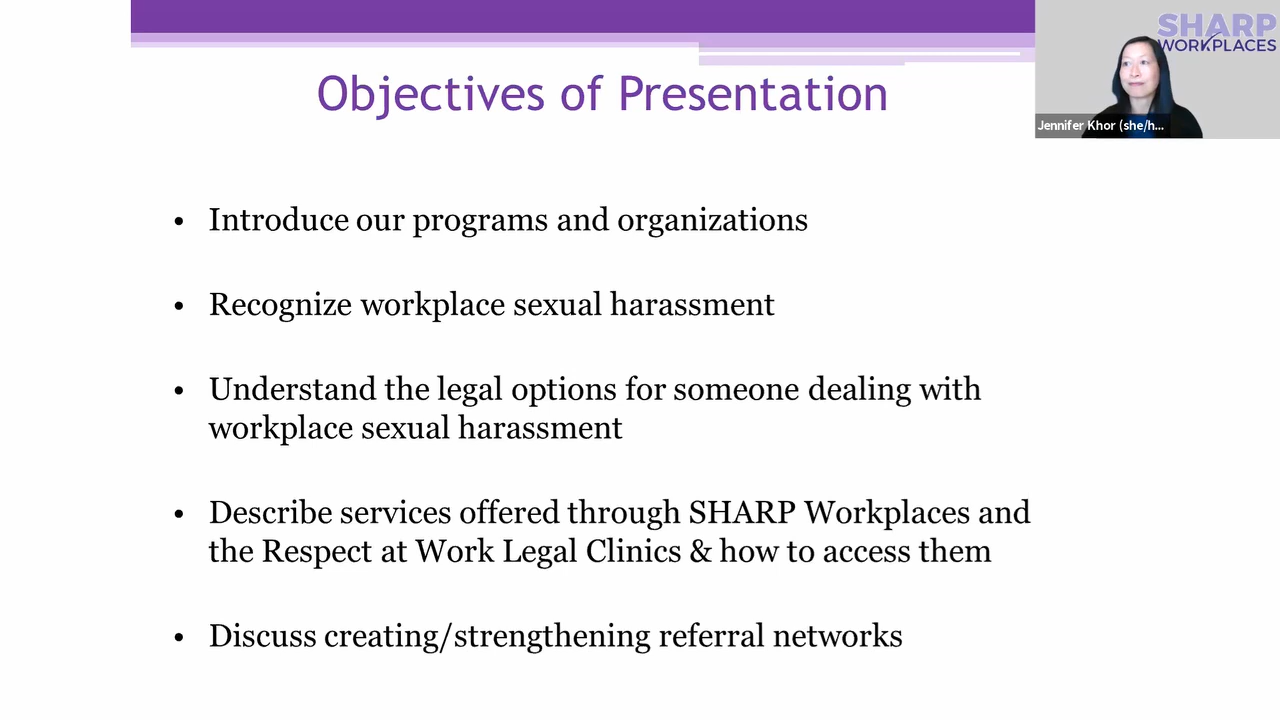 SHARP
WORKPLACES
Jennifer Khor (she/h...
Objectives of Presentation
• Introduce our programs and organizations
• Recognize workplace sexual harassment
• Understand the legal options for someone dealing with
workplace sexual harassment
• Describe services offered through SHARP Workplaces and
the Respect at Work Legal Clinics & how to access them
• Discuss creating/strengthening referral networks